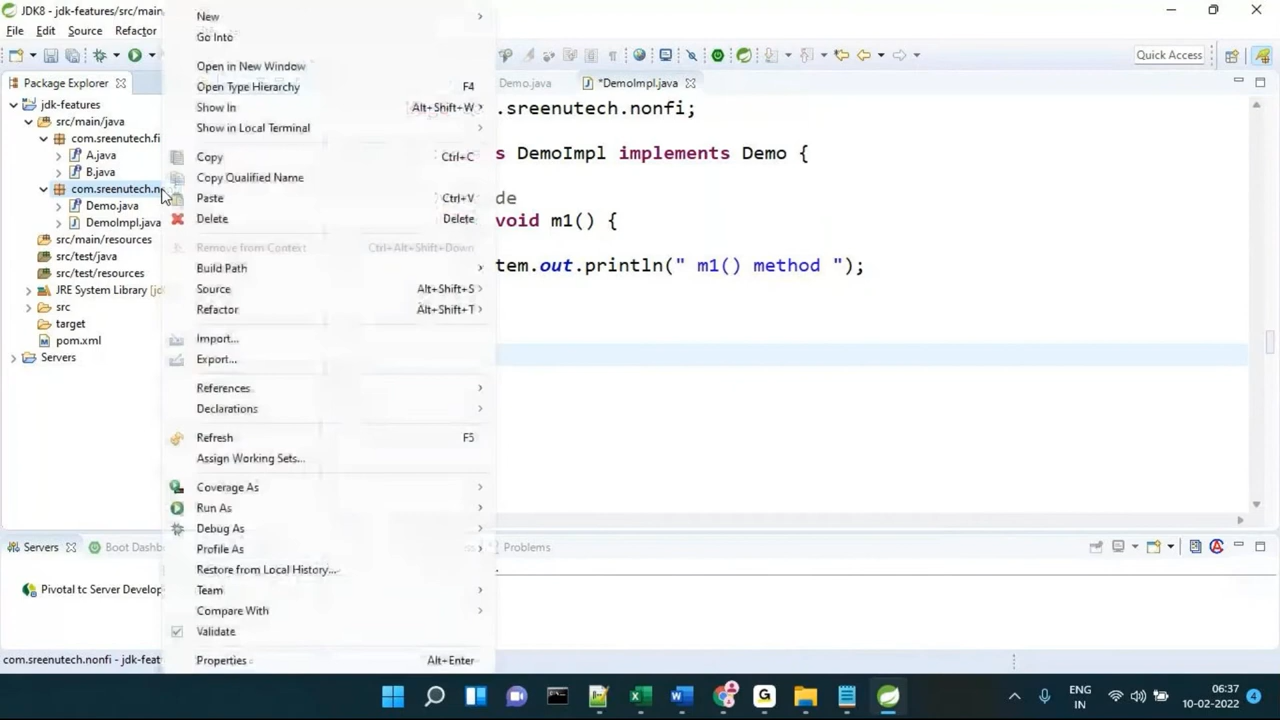 JDK8 - jdk-features/src/main
File Edit Source Refactor
Quick Access
Package Explorer
jdk-features
src/main/java
com.sreenutech.fi
A.java
B.java
com.sreenutech.n
Demo.java
DemoImpl.java
src/main/resources
src/test/java
src/test/resources
JRE System Library [jd
src
target
pom.xml
Servers
New
Go Into
Open in New Window
Open Type Hierarchy F4
Show In Alt+Shift+W
Show in Local Terminal
Copy Ctrl+C
Copy Qualified Name
Paste Ctrl+V
Delete Delete
Remove from Context Ctrl+Alt+Shift+Down
Build Path
Source Alt+Shift+S
Refactor Alt+Shift+T
Import...
Export...
References
Declarations
Refresh F5
Assign Working Sets...
Coverage As
Run As
Debug As
Profile As
Restore from Local History...
Team
Compare With
Validate
Properties Alt+Enter
Demo.java *DemoImpl.java
.sreenutech.nonfi;
s DemoImpl implements Demo {
de
void m1() {
tem.out.println(" m1() method ");
Servers Boot Dashb Problems
Pivotal tc Server Develop
com.sreenutech.nonfi - jdk-feat
ENG
IN
06:37
10-02-2022
4